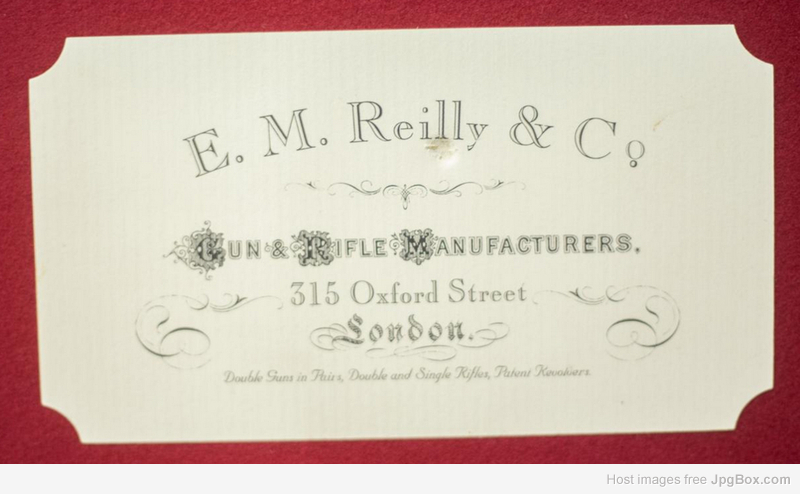 E. M. Reilly & Co.
GUN & RIFLE MANUFACTURERS.
315 Oxford Street
London.
Double Guns in Pairs, Double and Single Rifles, Patent Revolvers.
Host images free JpgBox.com